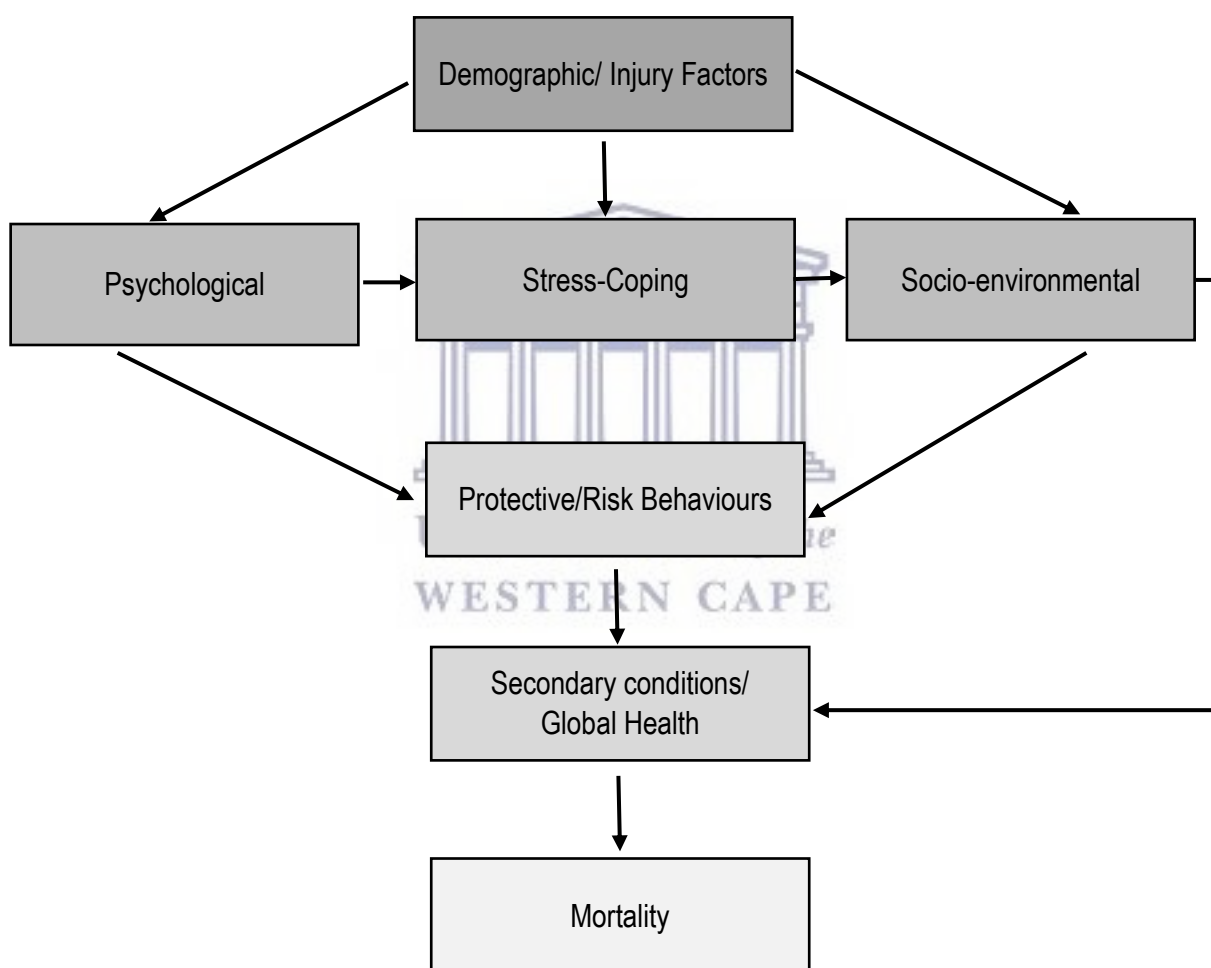 Demographic/ Injury Factors
Psychological
Stress-Coping
Socio-environmental
Protective/Risk Behaviours
WESTERN CAPE
Secondary conditions/
Global Health
Mortality